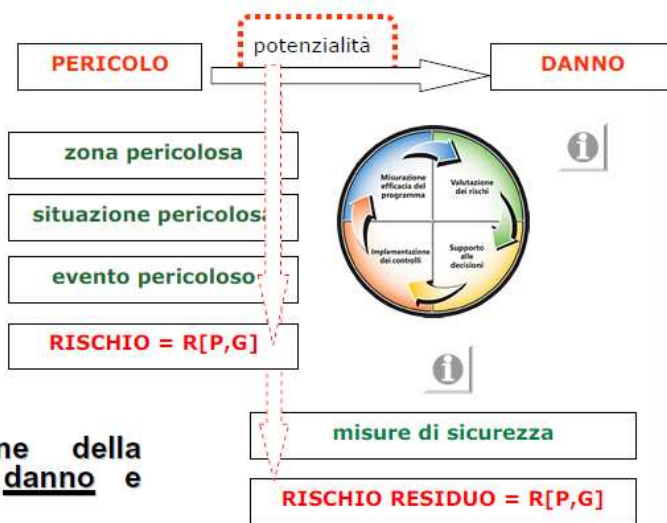 potenzialità
PERICOLO
DANNO
zona pericolosa
situazione pericolosa
evento pericoloso
RISCHIO = R[P,G]
Misurazione
efficacia del
programma
Valutazione
dei rischi
Implementazione
dei controlli
Supporto
alle
decisioni
misure di sicurezza
RISCHIO RESIDUO = R[P,G]
ne della
danno e